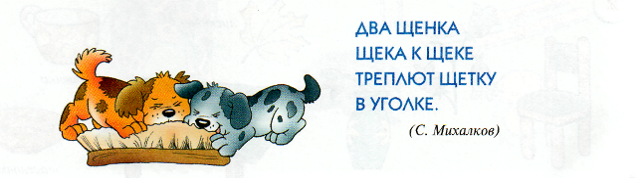 ДВА ЩЕНКА
ЩЕКА К ЩЕКЕ
ТРЕПЛЮТ ЩЕТКУ
В УГОЛКЕ.
(С. Михалков)